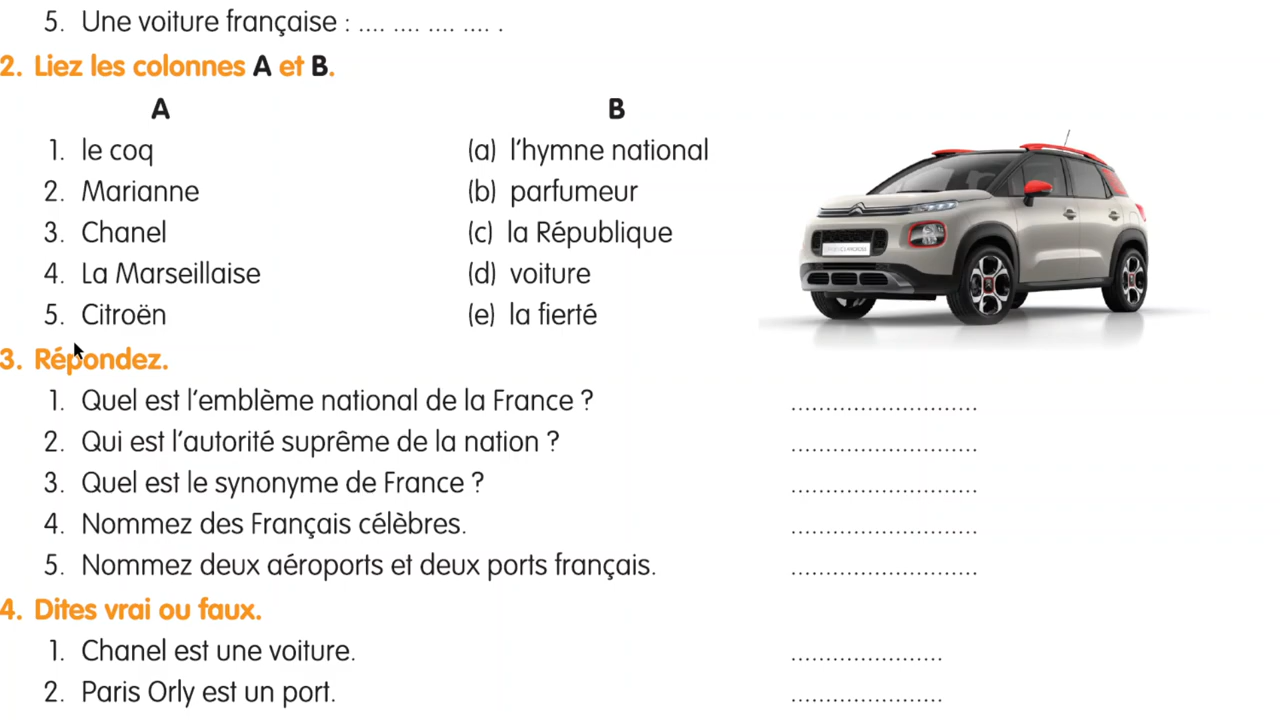 5. Une voiture française : .... .... .... .... .
2. Liez les colonnes A et B.
A B
1. le coq (a) l'hymne national
2. Marianne (b) parfumeur
3. Chanel (c) la République
4. La Marseillaise (d) voiture
5. Citroën (e) la fierté
3. Répondez.
1. Quel est l'emblème national de la France ? ...........................
2. Qui est l'autorité suprême de la nation ? ...........................
3. Quel est le synonyme de France ? ...........................
4. Nommez des Français célèbres. ...........................
5. Nommez deux aéroports et deux ports français. ...........................
4. Dites vrai ou faux.
1. Chanel est une voiture. ......................
2. Paris Orly est un port. ......................